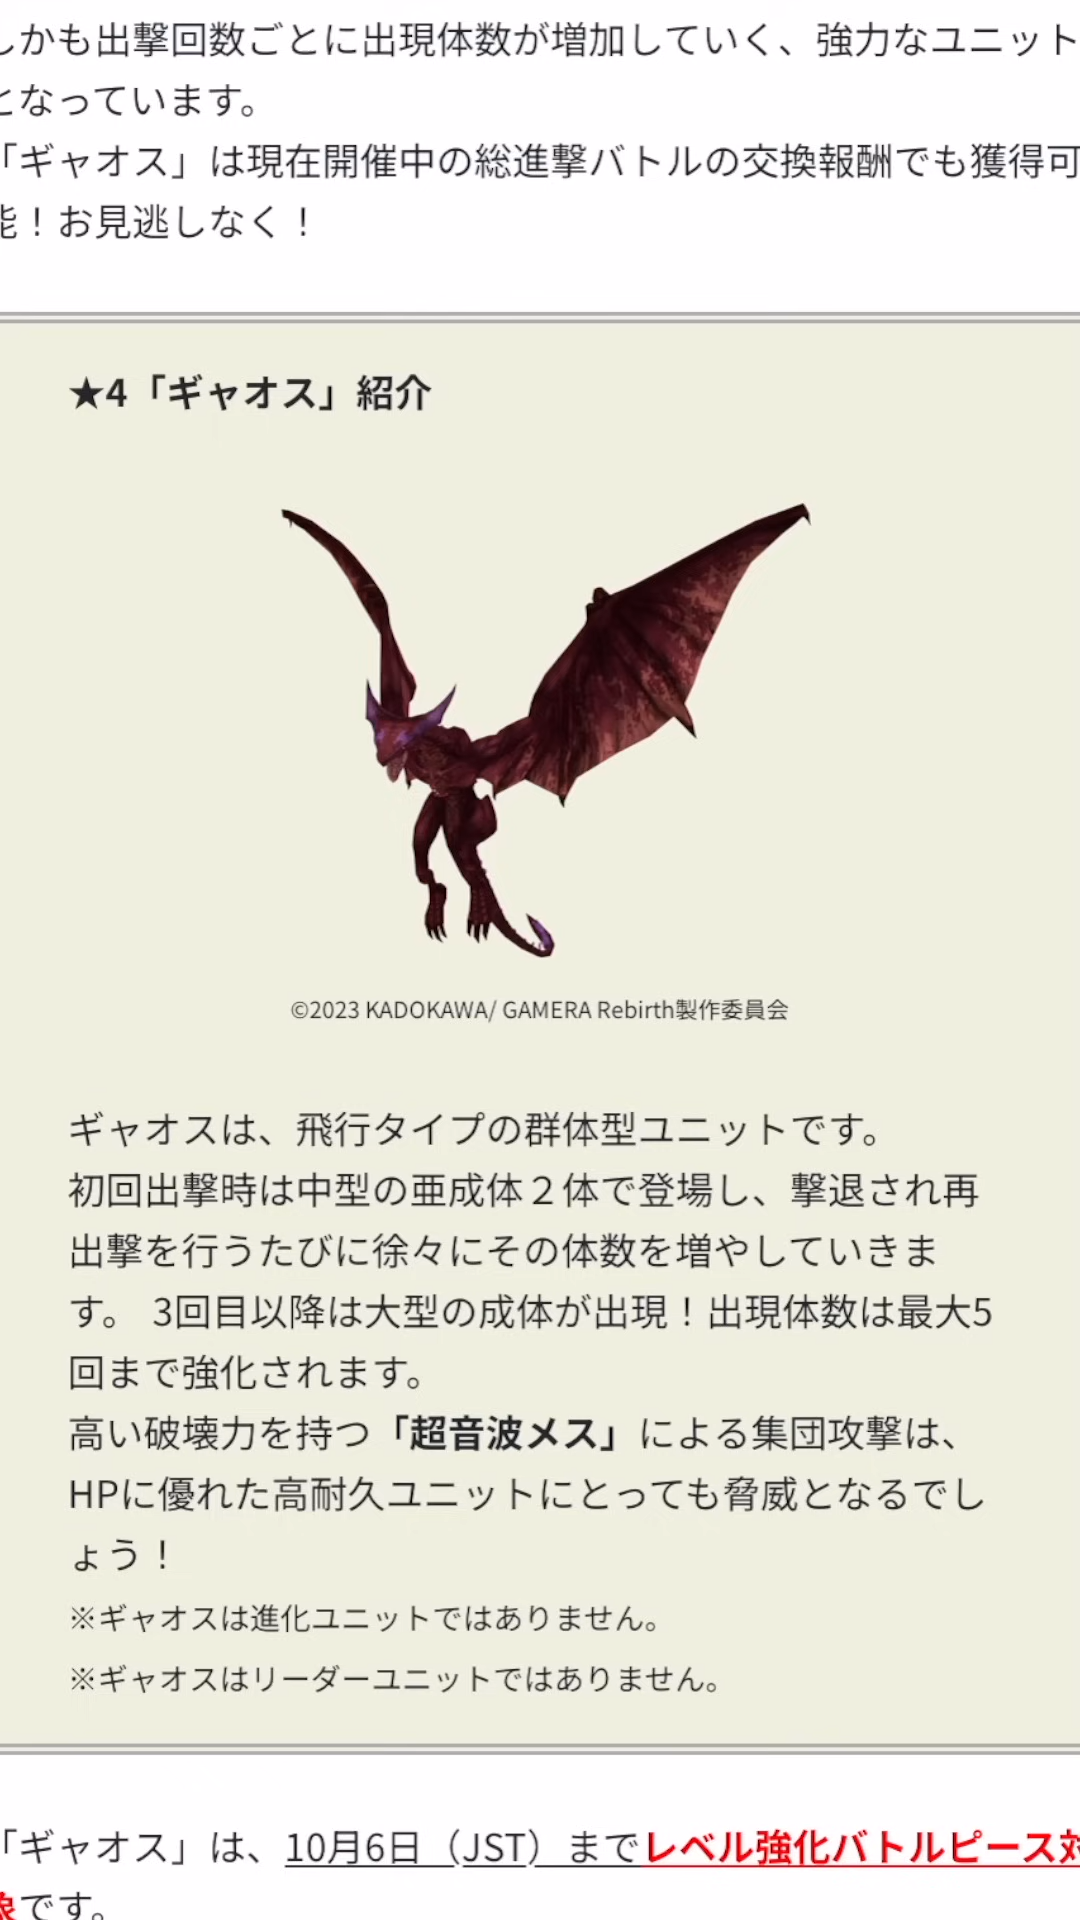 しかも出撃回数ごとに出現体数が増加していく、強力なユニット
となっています。
「ギャオス」は現在開催中の総進撃バトルの交換報酬でも獲得可
能！お見逃しなく！
★4「ギャオス」紹介
©2023 KADOKAWA/ GAMERA Rebirth製作委員会
ギャオスは、飛行タイプの群体型ユニットです。
初回出撃時は中型の亜成体２体で登場し、撃退され再
出撃を行うたびに徐々にその体数を増やしていきま
す。 3回目以降は大型の成体が出現！出現体数は最大5
回まで強化されます。
高い破壊力を持つ「超音波メス」による集団攻撃は、
HPに優れた高耐久ユニットにとっても脅威となるでし
ょう！
※ギャオスは進化ユニットではありません。
※ギャオスはリーダーユニットではありません。
「ギャオス」は、10月6日（JST）までレベル強化バトルピース対
象です。